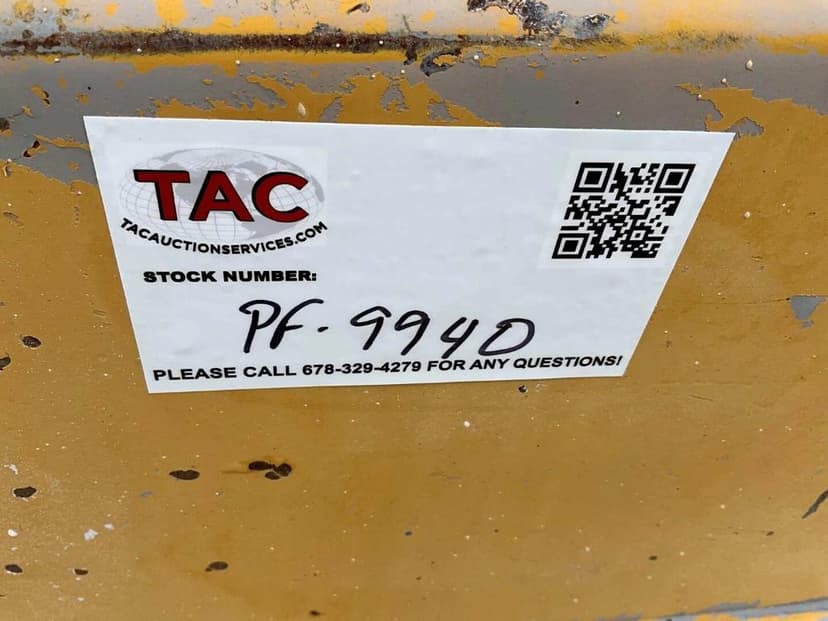 TAC
TACAUCTIONSERVICES.COM
STOCK NUMBER:
PF-9940
PLEASE CALL 678-329-4279 FOR ANY QUESTIONS!